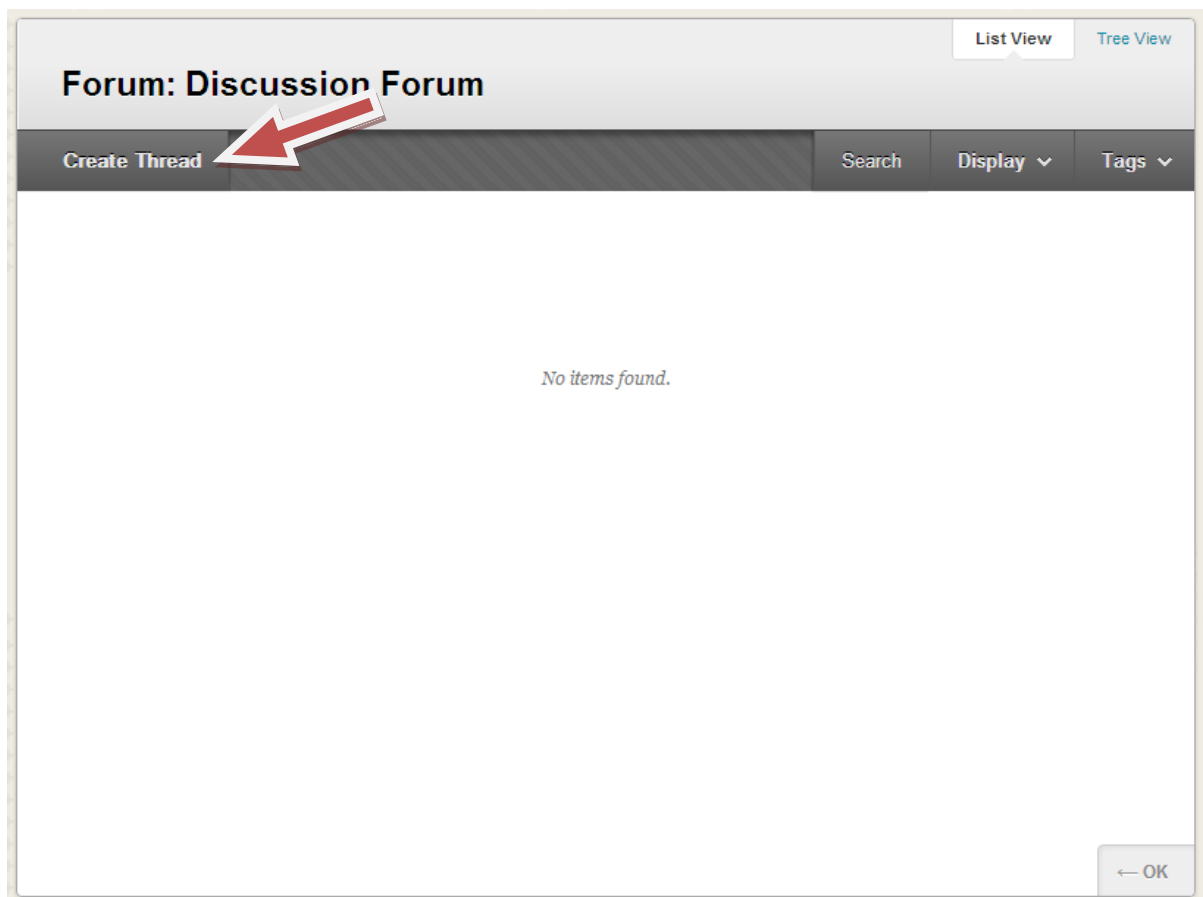 List View Tree View
Forum: Discussion Forum
Create Thread Search Display Tags
No items found.
← OK